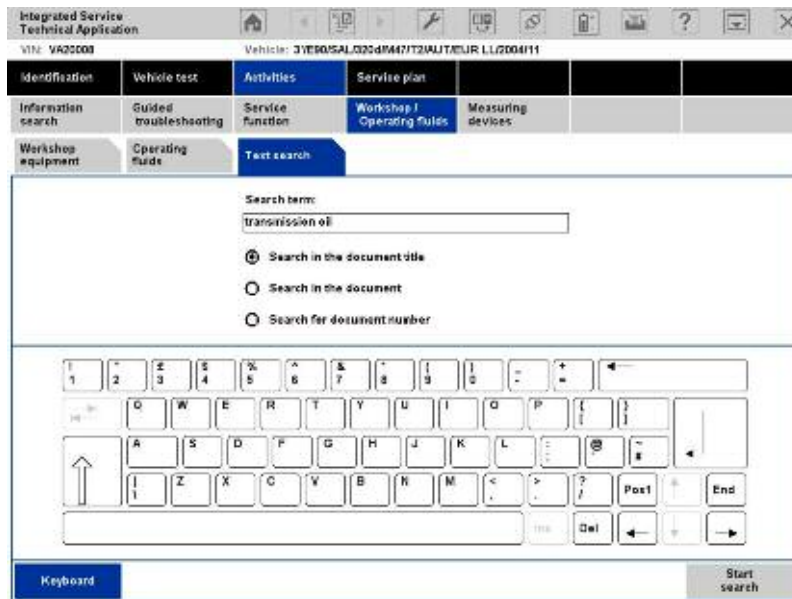 Integrated Service
Technical Application
VIN: VA20008
Vehicle: 3'/E90/SAL/320d/M47/T2/AUT/EUR LL/2004/11
Identification
Vehicle test
Activities
Service plan
Information search
Guided troubleshooting
Service function
Workshop / Operating fluids
Measuring devices
Workshop equipment
Operating fluids
Text search
Search term:
transmission oil
Search in the document title
Search in the document
Search for document number
! 1 " 2 £ 3 $ 4 % 5 ^ 6 & 7 * 8 ( 9 ) 0 _ - + =
Q W E R T Y U I O P { [ } ]
A S D F G H J K L : ; @ ~ #
| \ Z X C V B N M < , > . ? / Pos1 End
Ins Del
Keyboard
Start search